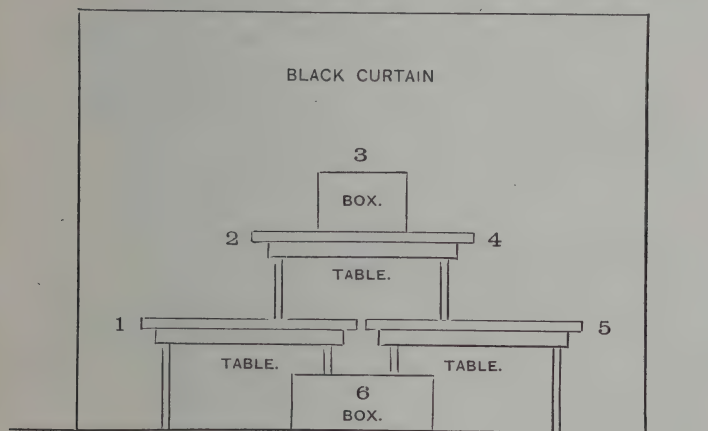 BLACK CURTAIN
3
BOX.
2 4
TABLE.
1 5
TABLE. TABLE.
6
BOX.